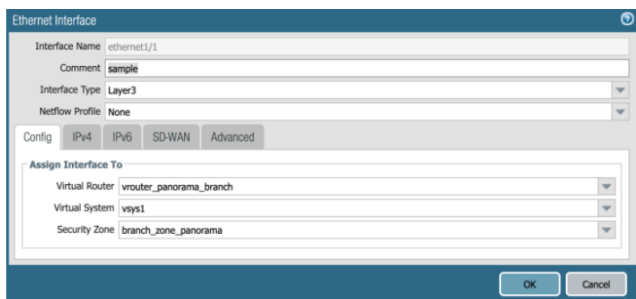 Ethernet Interface
Interface Name ethernet1/1
Comment sample
Interface Type Layer3
Netflow Profile None
Config IPv4 IPv6 SD-WAN Advanced
Assign Interface To
Virtual Router vrouter_panorama_branch
Virtual System vsys1
Security Zone branch_zone_panorama
OK Cancel